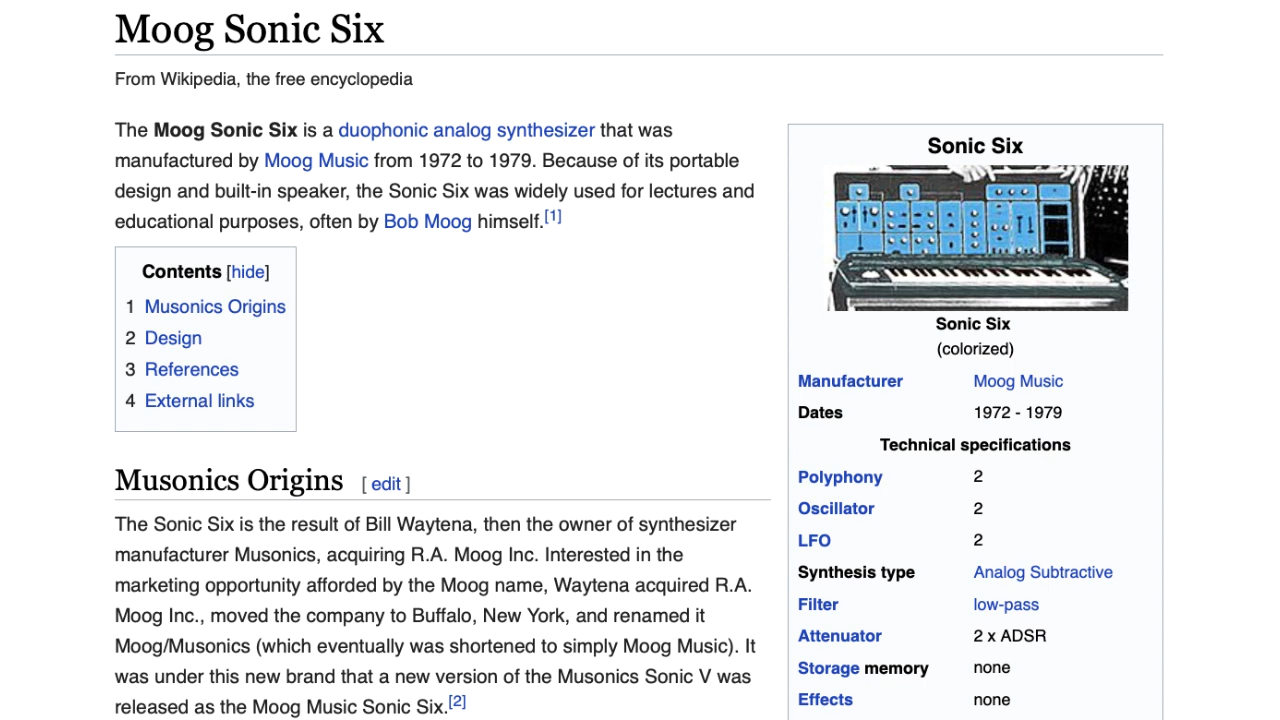 Moog Sonic Six
From Wikipedia, the free encyclopedia
The Moog Sonic Six is a duophonic analog synthesizer that was
manufactured by Moog Music from 1972 to 1979. Because of its portable
design and built-in speaker, the Sonic Six was widely used for lectures and
educational purposes, often by Bob Moog himself.[1]
Contents [hide]
1 Musonics Origins
2 Design
3 References
4 External links
Musonics Origins [ edit ]
The Sonic Six is the result of Bill Waytena, then the owner of synthesizer
manufacturer Musonics, acquiring R.A. Moog Inc. Interested in the
marketing opportunity afforded by the Moog name, Waytena acquired R.A.
Moog Inc., moved the company to Buffalo, New York, and renamed it
Moog/Musonics (which eventually was shortened to simply Moog Music). It
was under this new brand that a new version of the Musonics Sonic V was
released as the Moog Music Sonic Six.[2]
Sonic Six
Sonic Six
(colorized)
Manufacturer Moog Music
Dates 1972 - 1979
Technical specifications
Polyphony 2
Oscillator 2
LFO 2
Synthesis type Analog Subtractive
Filter low-pass
Attenuator 2 x ADSR
Storage memory none
Effects none